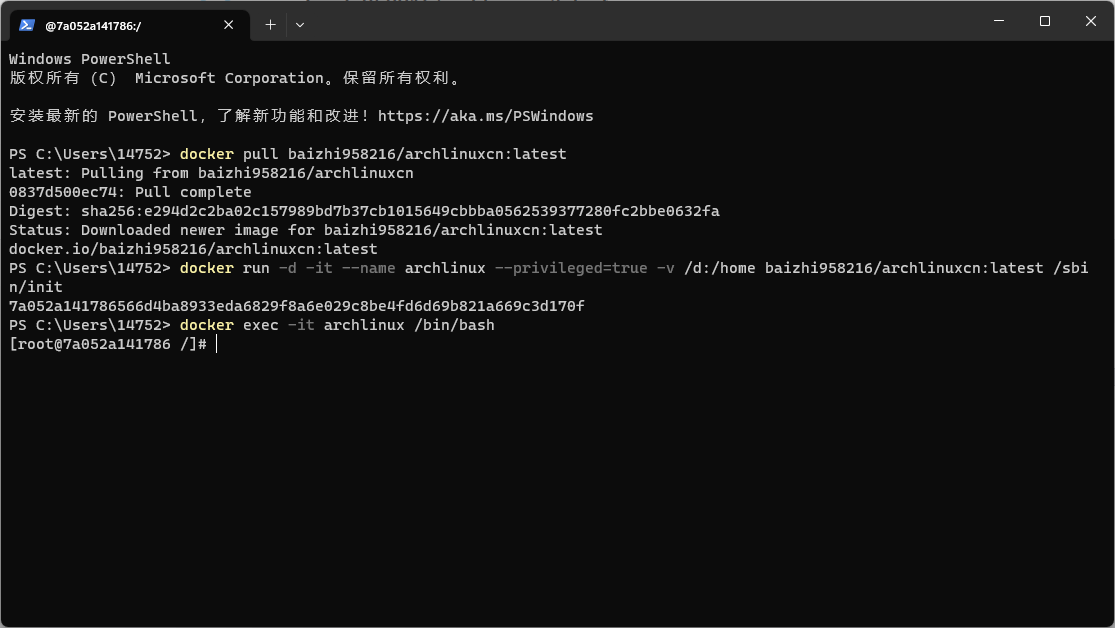 @7a052a141786:/
Windows PowerShell
版权所有 (C) Microsoft Corporation。保留所有权利。
安装最新的 PowerShell，了解新功能和改进！https://aka.ms/PSWindows
PS C:\Users\14752> docker pull baizhi958216/archlinuxcn:latest
latest: Pulling from baizhi958216/archlinuxcn
0837d500ec74: Pull complete
Digest: sha256:e294d2c2ba02c157989bd7b37cb1015649cbbba0562539377280fc2bbe0632fa
Status: Downloaded newer image for baizhi958216/archlinuxcn:latest
docker.io/baizhi958216/archlinuxcn:latest
PS C:\Users\14752> docker run -d -it --name archlinux --privileged=true -v /d:/home baizhi958216/archlinuxcn:latest /sbi
n/init
7a052a141786566d4ba8933eda6829f8a6e029c8be4fd6d69b821a669c3d170f
PS C:\Users\14752> docker exec -it archlinux /bin/bash
[root@7a052a141786 /]#